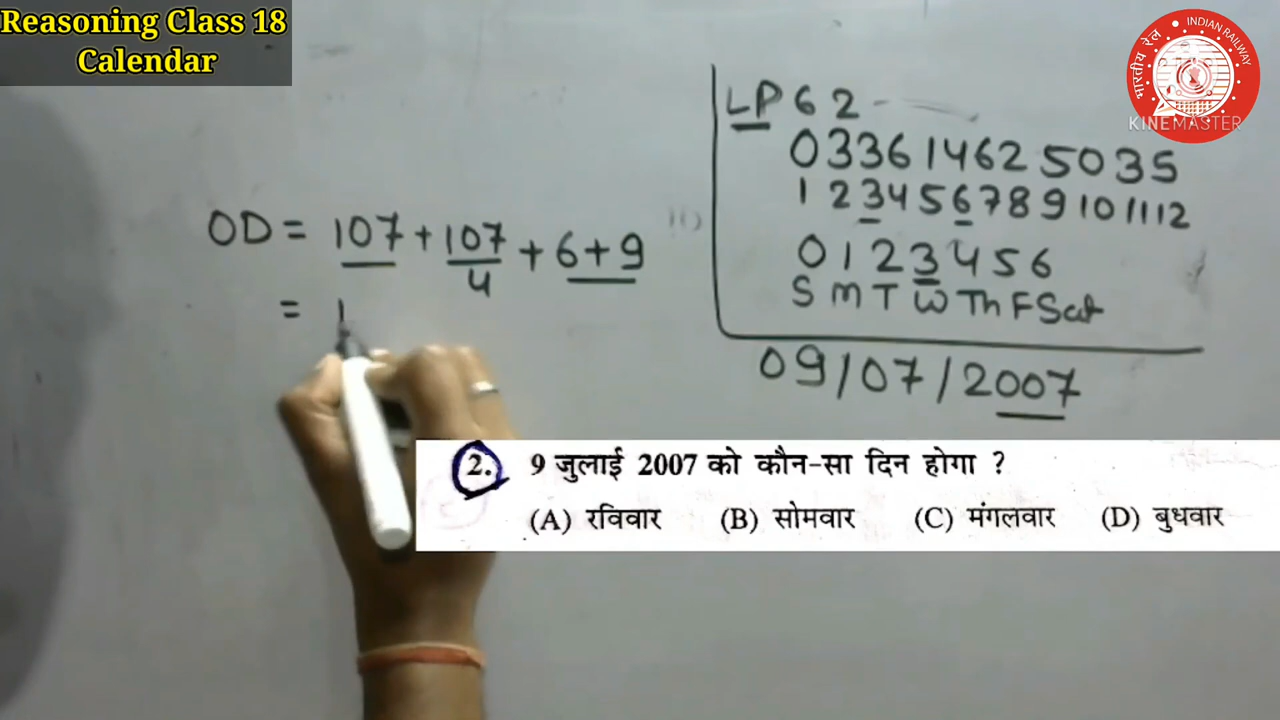 Reasoning Class 18
Calendar
भारतीय रेल
INDIAN RAILWAY
KINEMASTER
LP 6 2
0 3 3 6 1 4 6 2 5 0 3 5
1 2 3 4 5 6 7 8 9 10 11 12
0 1 2 3 4 5 6
S M T W Th F Sat
09/07/2007
OD = 107 + 107/4 + 6 + 9
= 1
2. 9 जुलाई 2007 को कौन-सा दिन होगा ?
(A) रविवार (B) सोमवार (C) मंगलवार (D) बुधवार